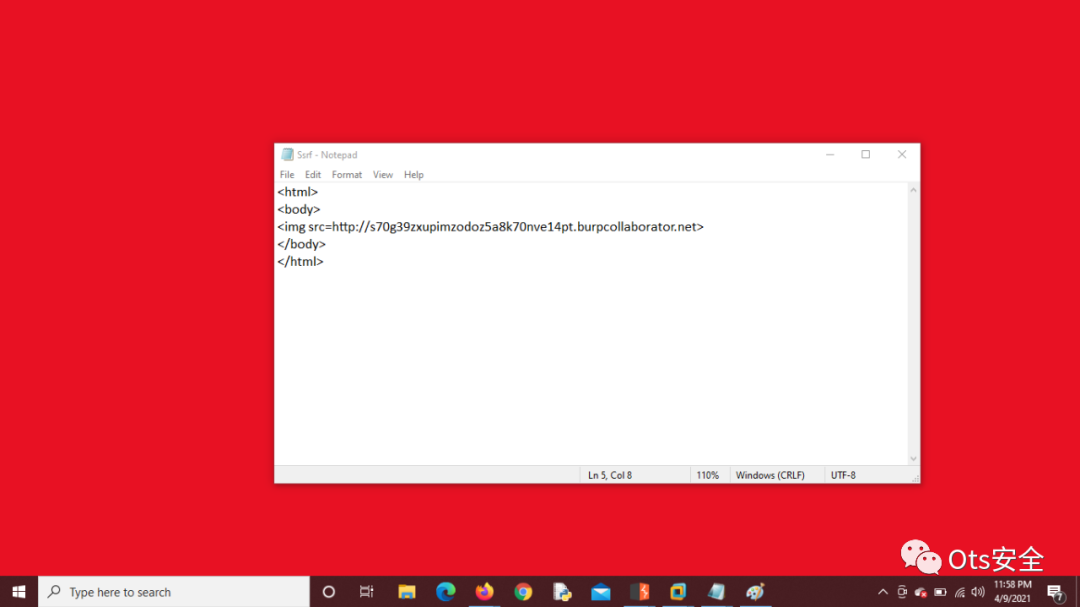 Ssrf - Notepad
File Edit Format View Help
<html>
<body>
<img src=http://s70g39zxupimzodoz5a8k70nve14pt.burpcollaborator.net>
</body>
</html>
Ln 5, Col 8 110% Windows (CRLF) UTF-8
Ots安全
Type here to search
11:58 PM
4/9/2021
7